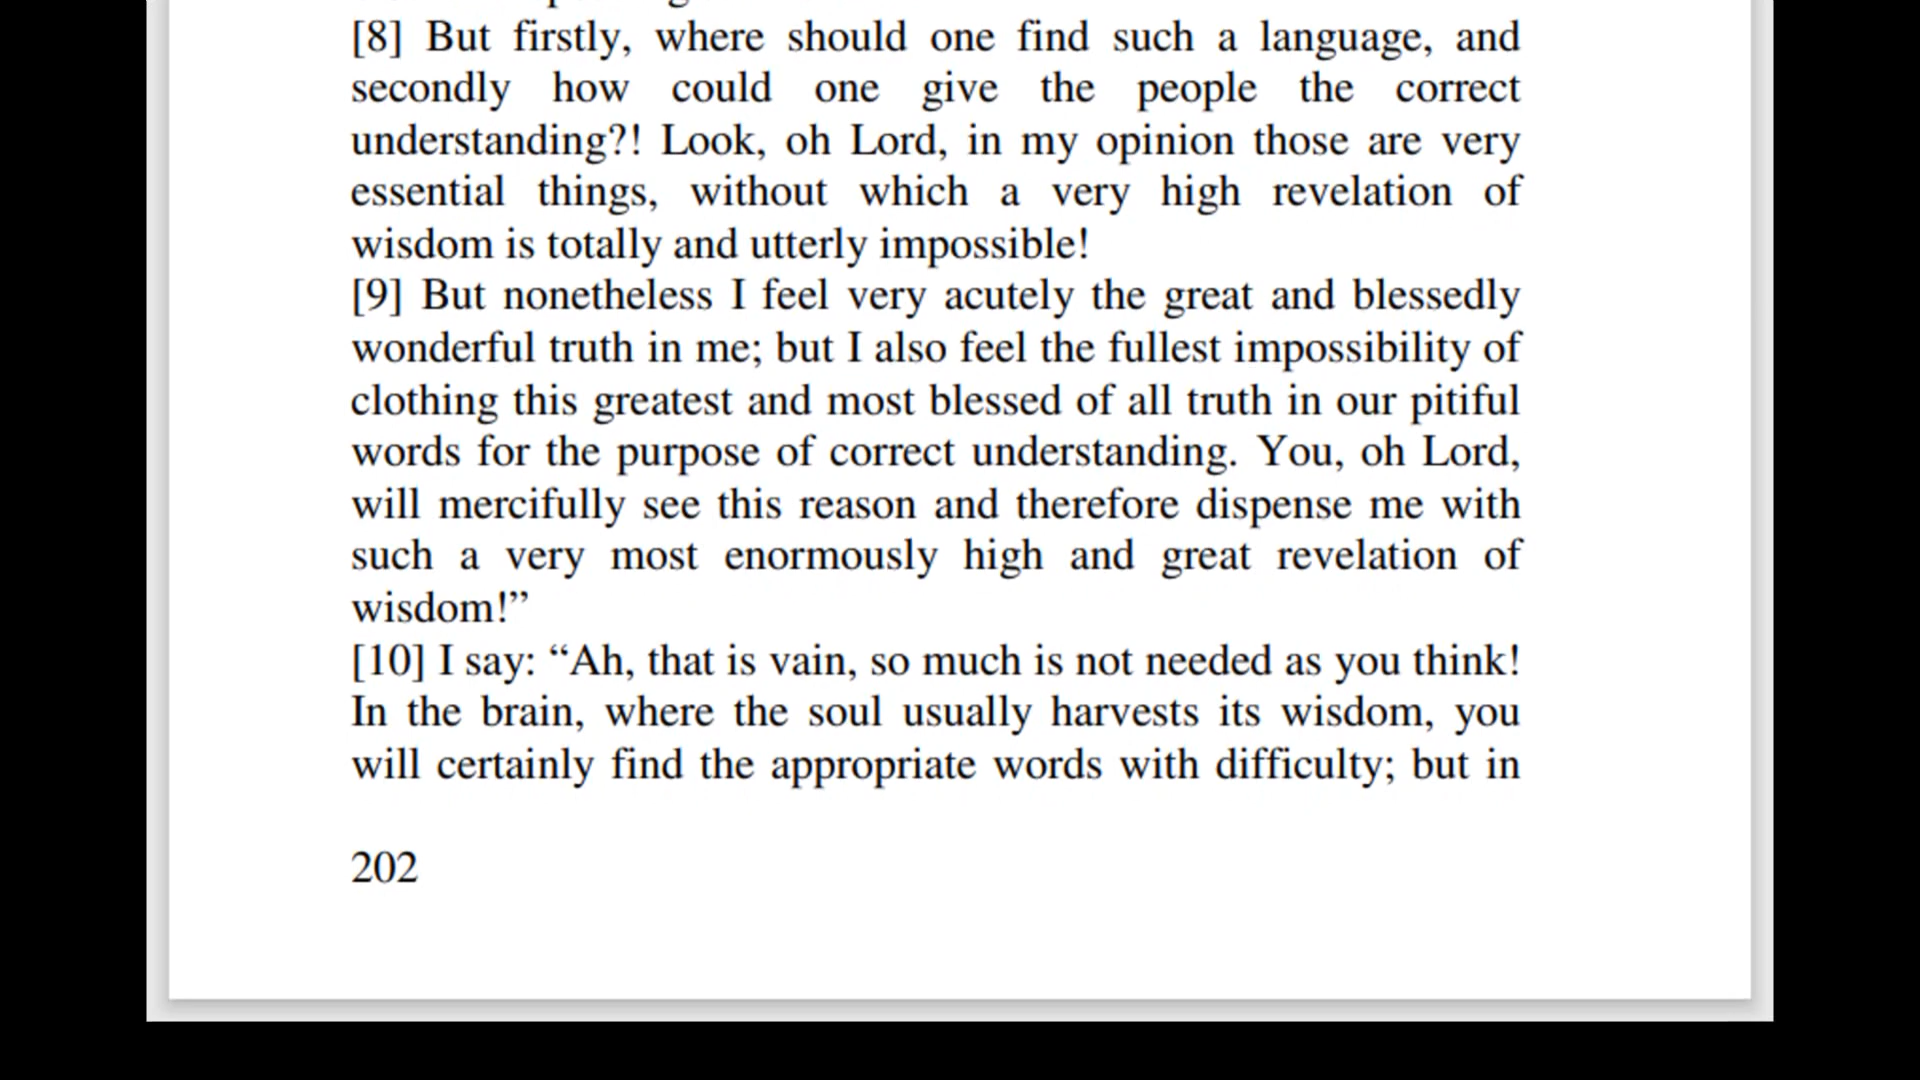 [8] But firstly, where should one find such a language, and
secondly how could one give the people the correct
understanding?! Look, oh Lord, in my opinion those are very
essential things, without which a very high revelation of
wisdom is totally and utterly impossible!
[9] But nonetheless I feel very acutely the great and blessedly
wonderful truth in me; but I also feel the fullest impossibility of
clothing this greatest and most blessed of all truth in our pitiful
words for the purpose of correct understanding. You, oh Lord,
will mercifully see this reason and therefore dispense me with
such a very most enormously high and great revelation of
wisdom!”
[10] I say: “Ah, that is vain, so much is not needed as you think!
In the brain, where the soul usually harvests its wisdom, you
will certainly find the appropriate words with difficulty; but in
202